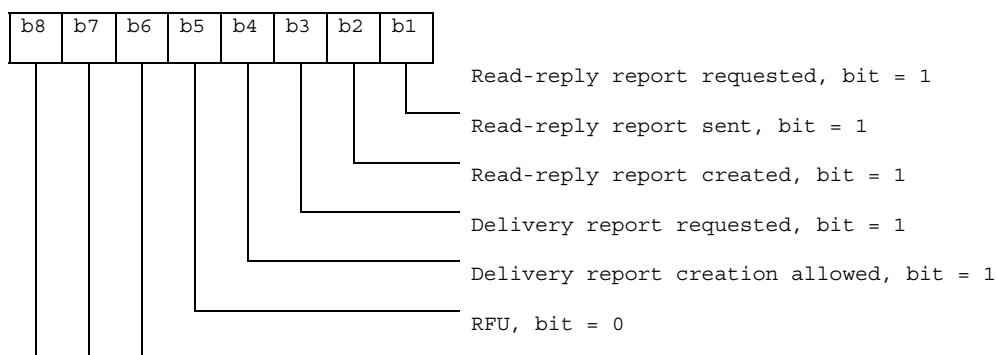 b8 b7 b6 b5 b4 b3 b2 b1
Read-reply report requested, bit = 1
Read-reply report sent, bit = 1
Read-reply report created, bit = 1
Delivery report requested, bit = 1
Delivery report creation allowed, bit = 1
RFU, bit = 0